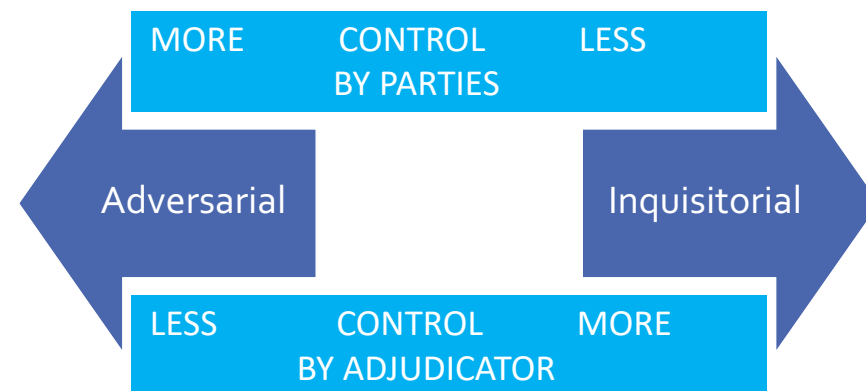 MORE CONTROL LESS
BY PARTIES
Adversarial Inquisitorial
LESS CONTROL MORE
BY ADJUDICATOR